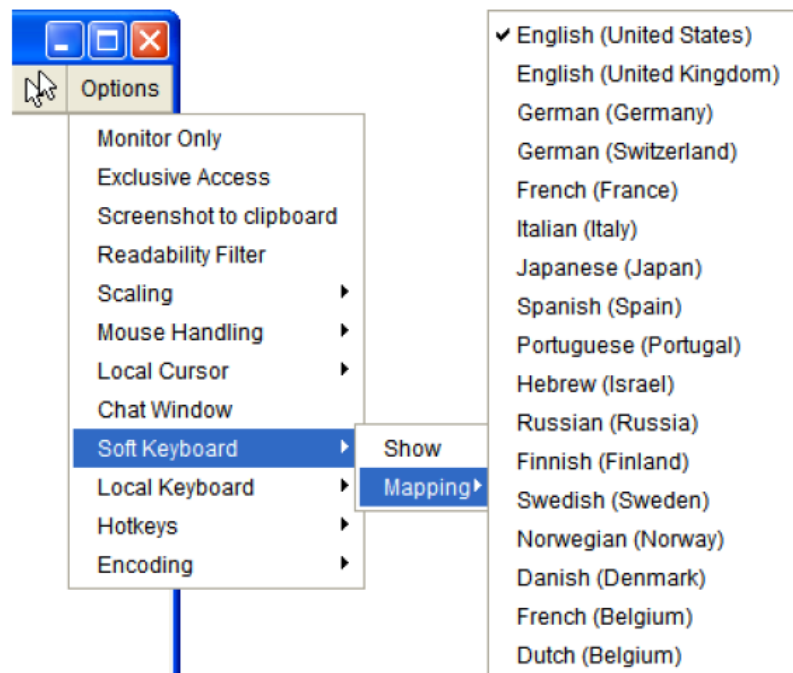 Options
Monitor Only
Exclusive Access
Screenshot to clipboard
Readability Filter
Scaling
Mouse Handling
Local Cursor
Chat Window
Soft Keyboard
Local Keyboard
Hotkeys
Encoding
Show
Mapping
English (United States)
English (United Kingdom)
German (Germany)
German (Switzerland)
French (France)
Italian (Italy)
Japanese (Japan)
Spanish (Spain)
Portuguese (Portugal)
Hebrew (Israel)
Russian (Russia)
Finnish (Finland)
Swedish (Sweden)
Norwegian (Norway)
Danish (Denmark)
French (Belgium)
Dutch (Belgium)